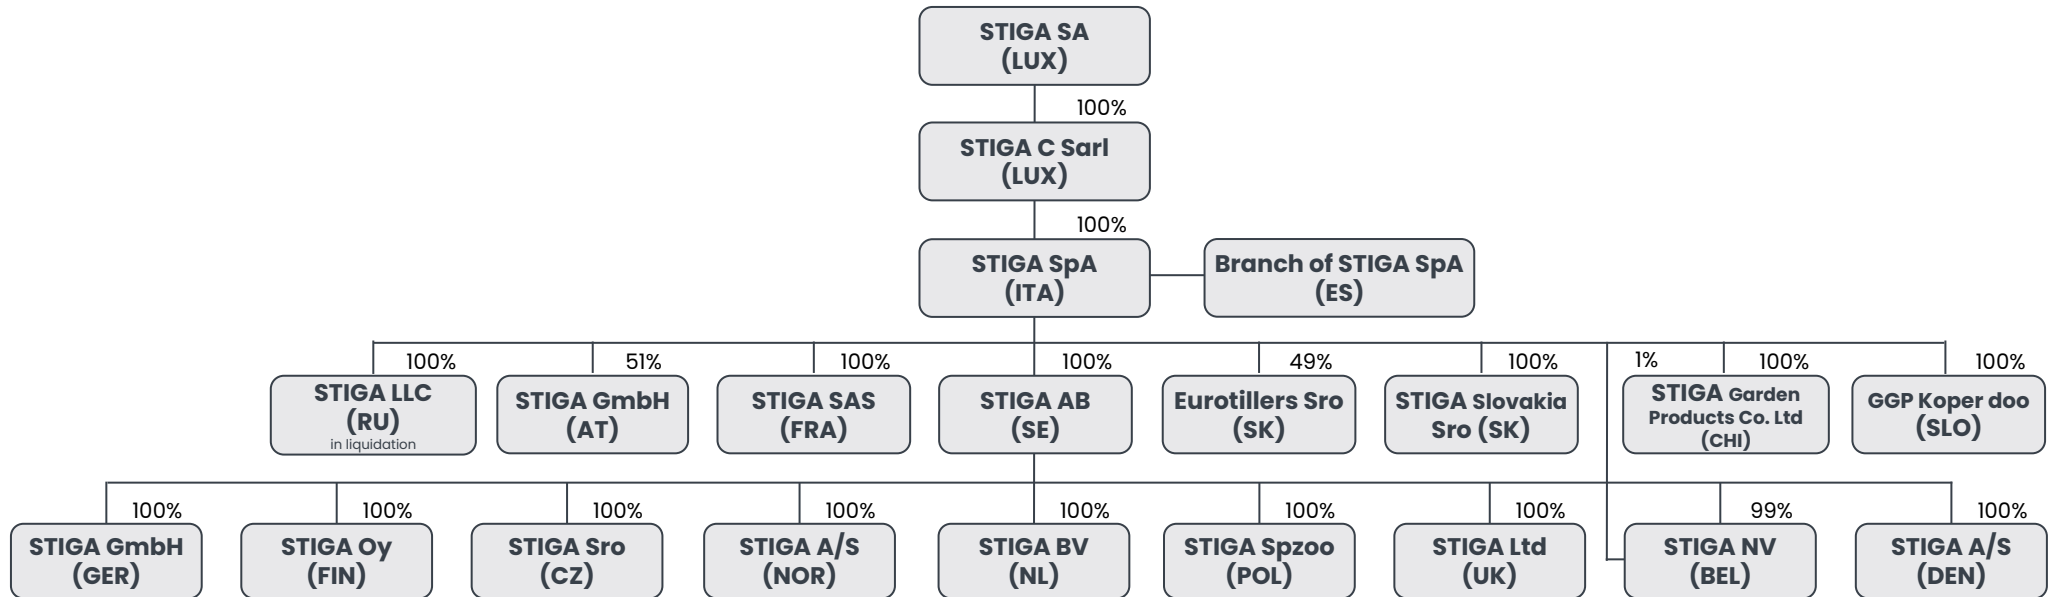 STIGA SA
(LUX)
100%
STIGA C Sarl
(LUX)
100%
STIGA SpA
(ITA)
Branch of STIGA SpA
(ES)
100%
STIGA LLC
(RU)
in liquidation
51%
STIGA GmbH
(AT)
100%
STIGA SAS
(FRA)
100%
STIGA AB
(SE)
49%
Eurotillers Sro
(SK)
100%
STIGA Slovakia
Sro (SK)
1%
100%
STIGA Garden
Products Co. Ltd
(CHI)
100%
GGP Koper doo
(SLO)
100%
STIGA GmbH
(GER)
100%
STIGA Oy
(FIN)
100%
STIGA Sro
(CZ)
100%
STIGA A/S
(NOR)
100%
STIGA BV
(NL)
100%
STIGA Spzoo
(POL)
100%
STIGA Ltd
(UK)
99%
STIGA NV
(BEL)
100%
STIGA A/S
(DEN)